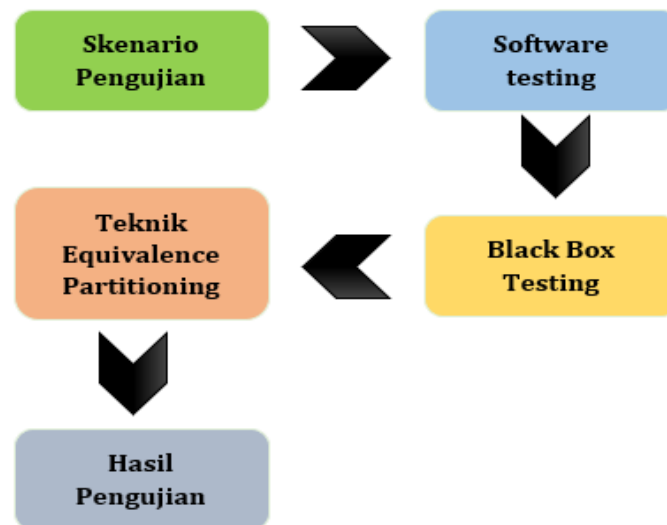 Skenario
Pengujian
Software
testing
Black Box
Testing
Teknik
Equivalence
Partitioning
Hasil
Pengujian